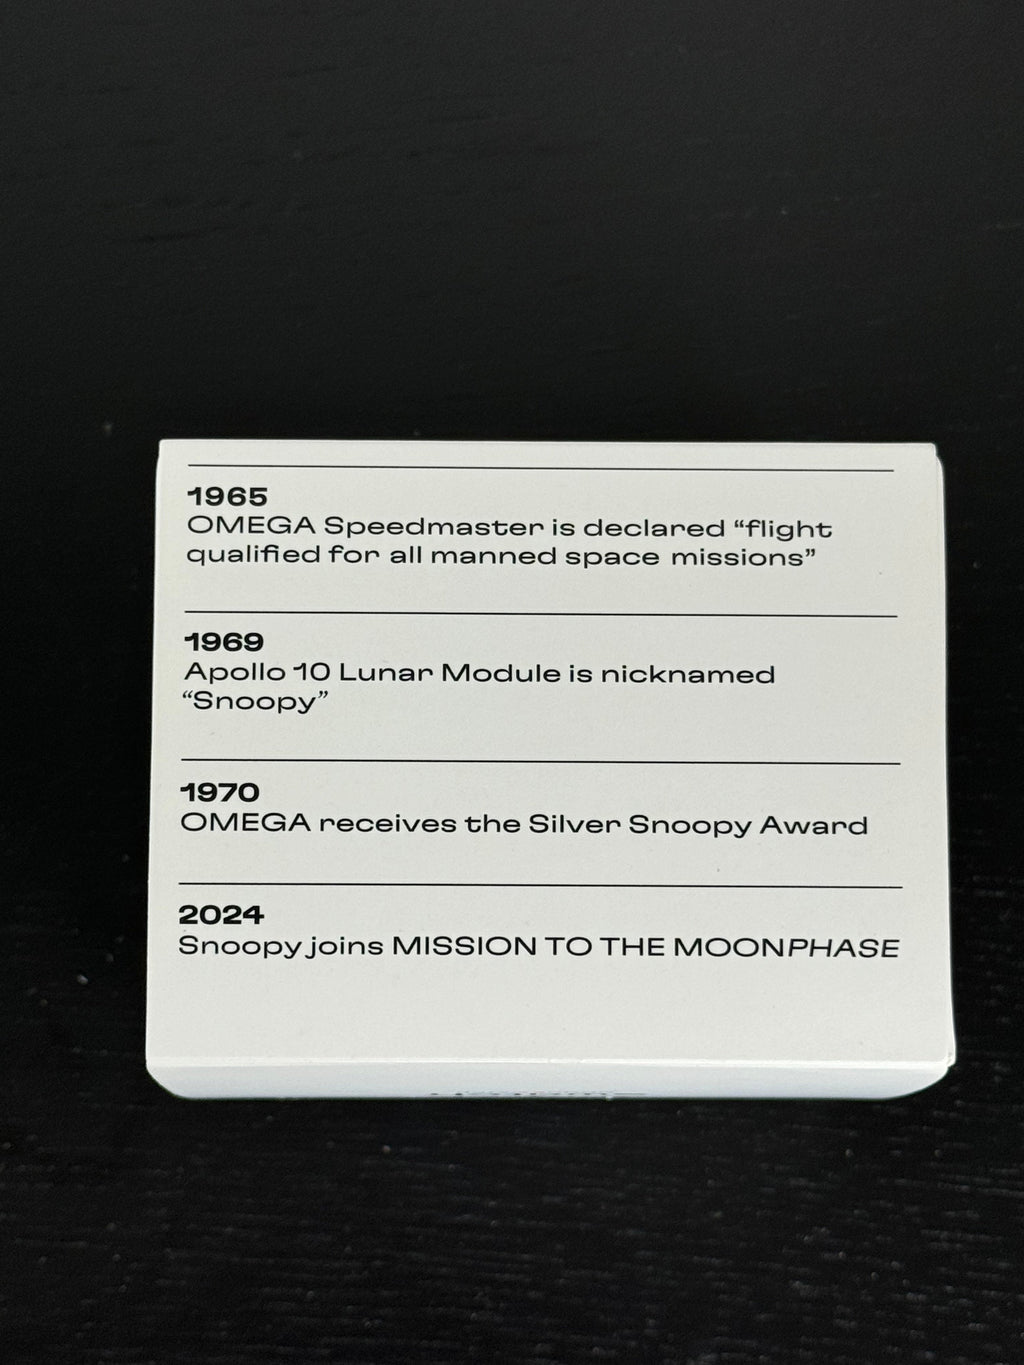 1965
OMEGA Speedmaster is declared “flight
qualified for all manned space missions”
1969
Apollo 10 Lunar Module is nicknamed
“Snoopy”
1970
OMEGA receives the Silver Snoopy Award
2024
Snoopy joins MISSION TO THE MOONPHASE